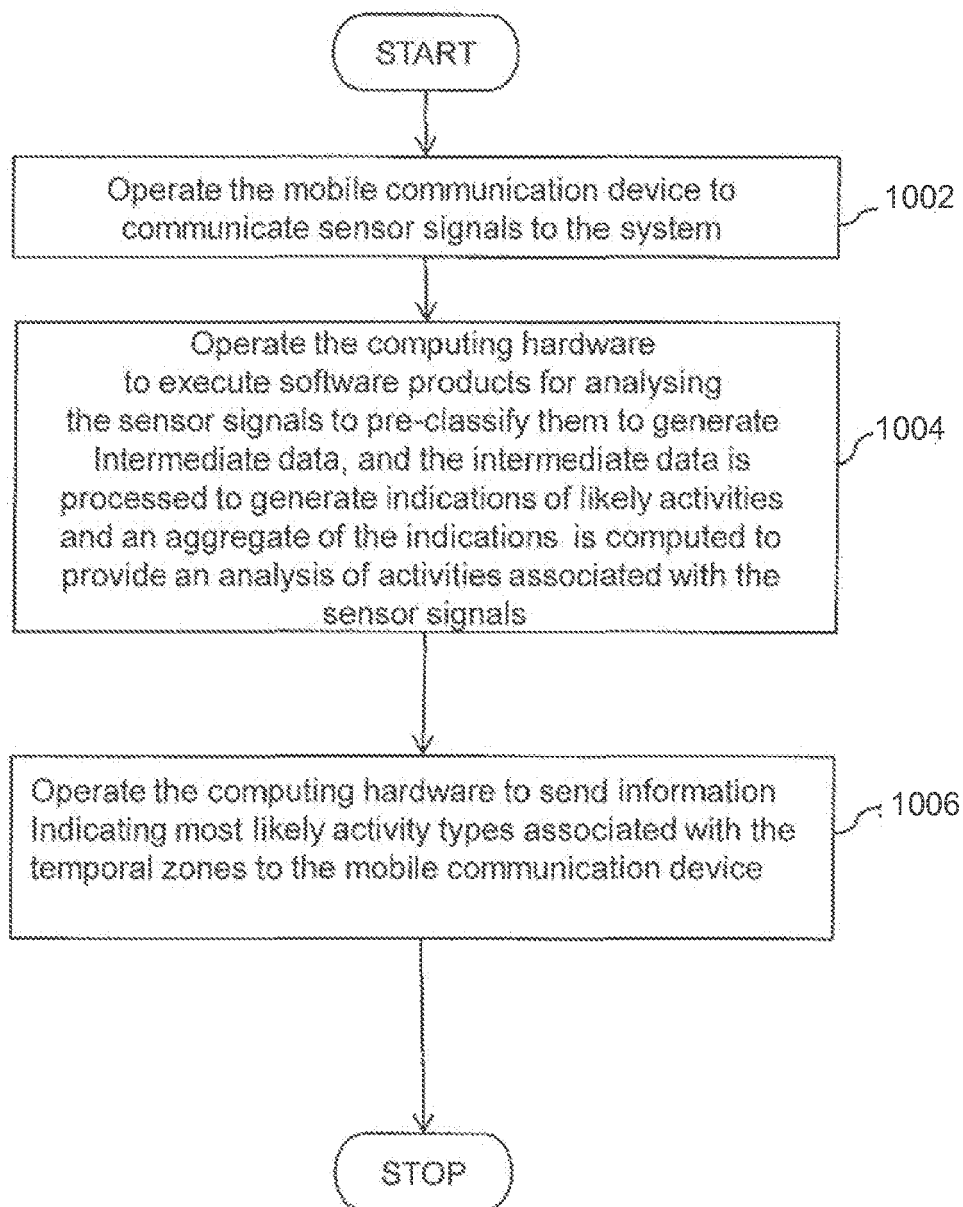 START
Operate the mobile communication device to
communicate sensor signals to the system
1002
Operate the computing hardware
to execute software products for analysing
the sensor signals to pre-classify them to generate
Intermediate data, and the intermediate data is
processed to generate indications of likely activities
and an aggregate of the indications is computed to
provide an analysis of activities associated with the
sensor signals
1004
Operate the computing hardware to send information
Indicating most likely activity types associated with the
temporal zones to the mobile communication device
1006
STOP